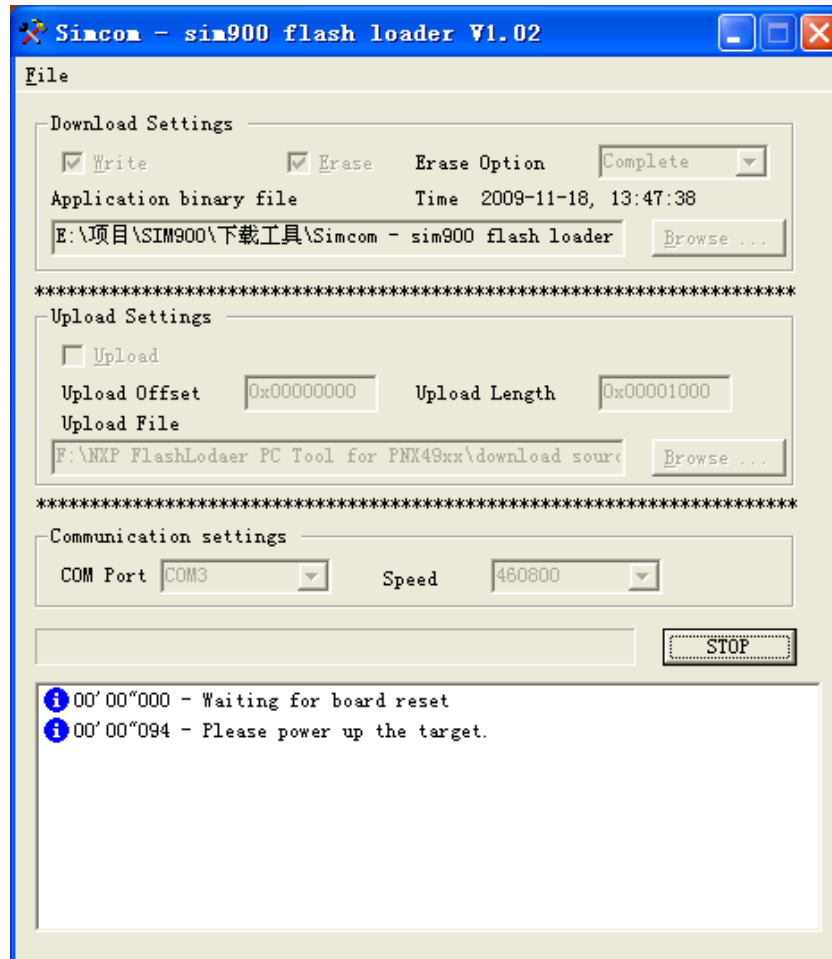 Simcom - sim900 flash loader V1.02
File
Download Settings
Write Erase Erase Option Complete
Application binary file Time 2009-11-18, 13:47:38
E:\项目\SIM900\下载工具\Simcom - sim900 flash loader Browse ...
************************************************************************
Upload Settings
Upload
Upload Offset 0x00000000 Upload Length 0x00001000
Upload File
F:\NXP FlashLodaer PC Tool for PNX49xx\download sourc Browse ...
************************************************************************
Communication settings
COM Port COM3 Speed 460800
STOP
00'00"000 - Waiting for board reset
00'00"094 - Please power up the target.